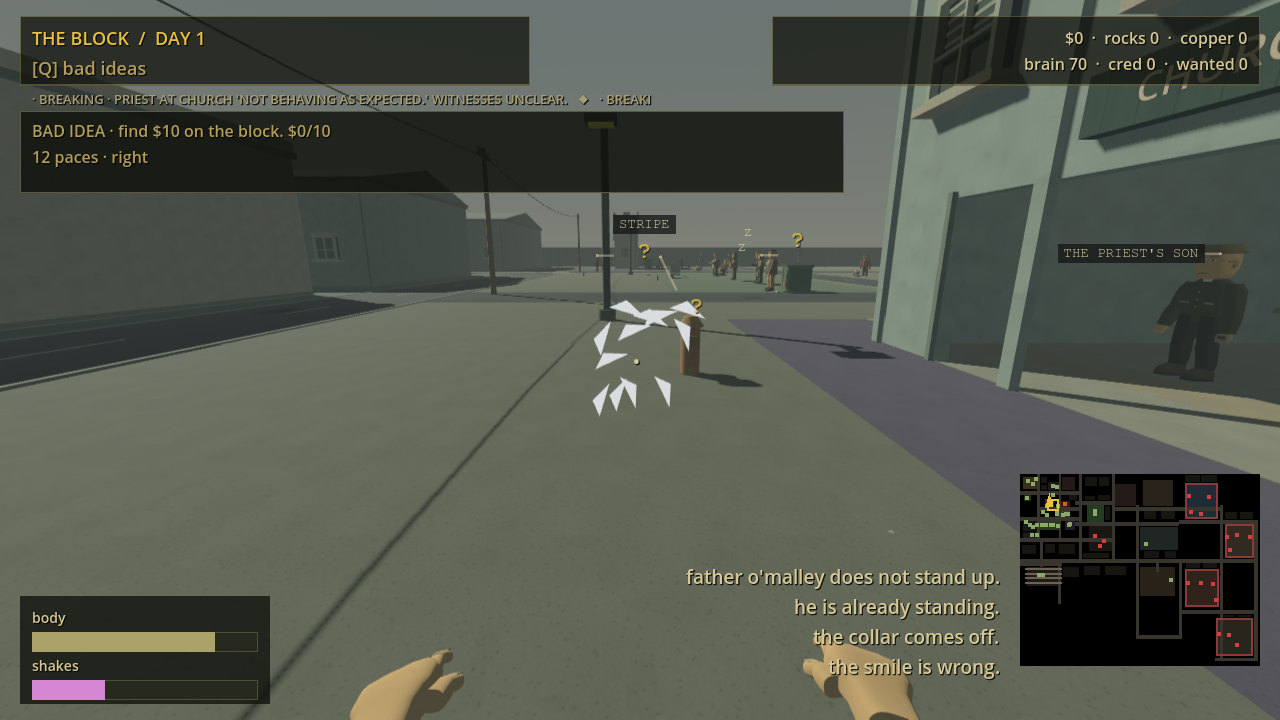 THE BLOCK / DAY 1
[Q] bad ideas
$0 · rocks 0 · copper 0
brain 70 · cred 0 · wanted 0
· BREAKING · PRIEST AT CHURCH 'NOT BEHAVING AS EXPECTED.' WITNESSES UNCLEAR. ◆ · BREAKI
BAD IDEA · find $10 on the block. $0/10
12 paces · right
CHURC
STRIPE
?
z
z
?
?
THE PRIEST'S SON
father o'malley does not stand up.
he is already standing.
the collar comes off.
the smile is wrong.
body
shakes